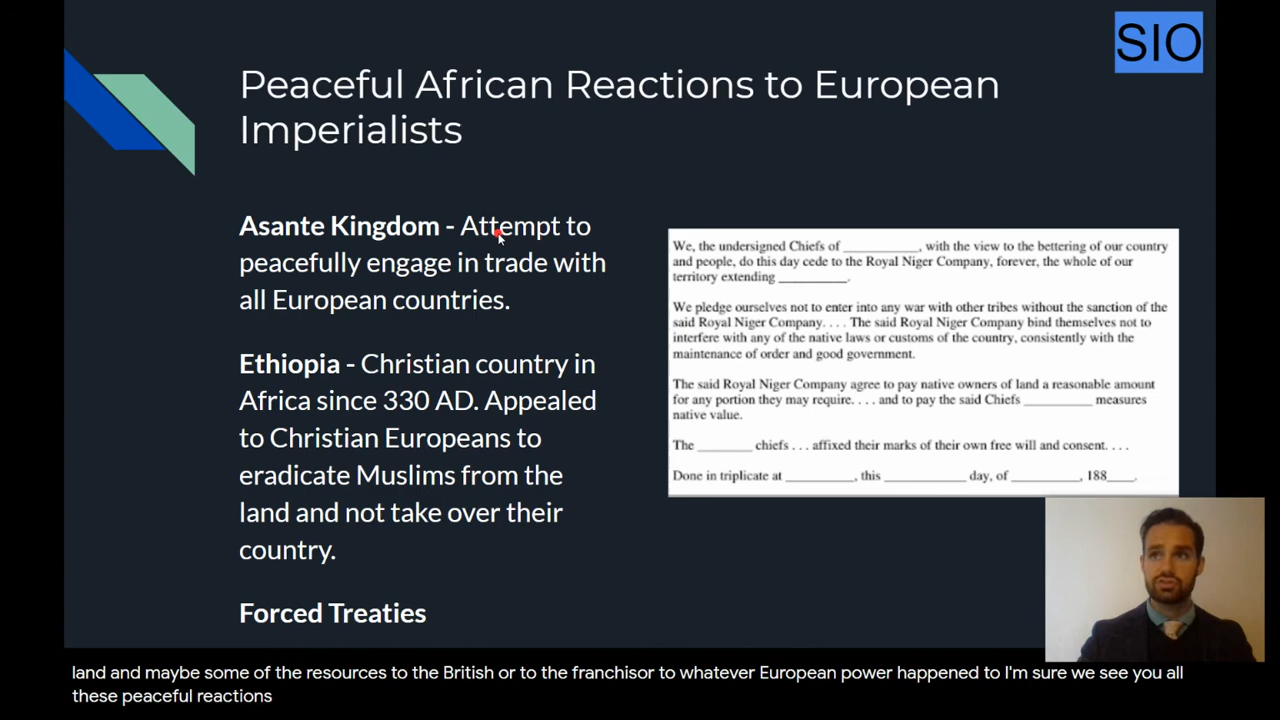 SIO
Peaceful African Reactions to European
Imperialists
Asante Kingdom - Attempt to
peacefully engage in trade with
all European countries.
Ethiopia - Christian country in
Africa since 330 AD. Appealed
to Christian Europeans to
eradicate Muslims from the
land and not take over their
country.
Forced Treaties
We, the undersigned Chiefs of __________, with the view to the bettering of our country
and people, do this day cede to the Royal Niger Company, forever, the whole of our
territory extending _________.
We pledge ourselves not to enter into any war with other tribes without the sanction of the
said Royal Niger Company. . . . The said Royal Niger Company bind themselves not to
interfere with any of the native laws or customs of the country, consistently with the
maintenance of order and good government.
The said Royal Niger Company agree to pay native owners of land a reasonable amount
for any portion they may require. . . . and to pay the said Chiefs _________ measures
native value.
The _______ chiefs . . . affixed their marks of their own free will and consent. . . .
Done in triplicate at _________, this ___________ day, of _________, 188____.
land and maybe some of the resources to the British or to the franchisor to whatever European power happened to I'm sure we see you all
these peaceful reactions